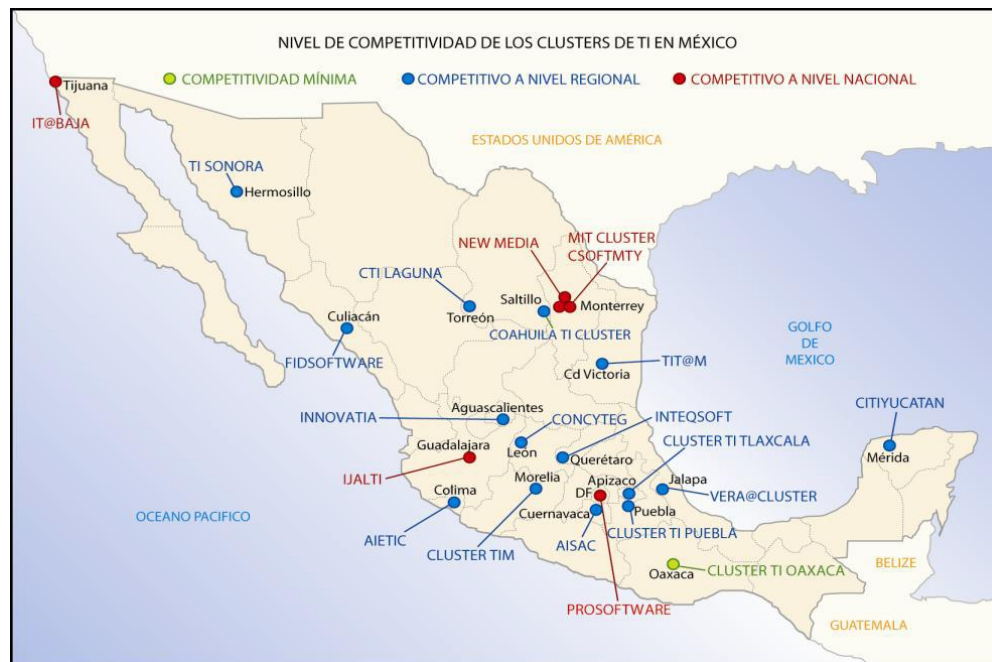 NIVEL DE COMPETITIVIDAD DE LOS CLUSTERS DE TI EN MÉXICO
COMPETITIVIDAD MÍNIMA
COMPETITIVO A NIVEL REGIONAL
COMPETITIVO A NIVEL NACIONAL
Tijuana
IT@BAJA
ESTADOS UNIDOS DE AMÉRICA
TI SONORA
Hermosillo
NEW MEDIA
MIT CLUSTER
CSOFTMTY
CTI LAGUNA
Saltillo
Monterrey
Torreón
Culiacán
COAHUILA TI CLUSTER
GOLFO
DE
MEXICO
FIDSOFTWARE
TIT@M
Cd Victoria
INNOVATIA
Aguascalientes
CONCYTEG
INTEQSOFT
CITIYUCATAN
Guadalajara
León
Querétaro
CLUSTER TI TLAXCALA
Mérida
IJALTI
Morelia
Apizaco
Jalapa
Colima
DF
VERA@CLUSTER
OCEANO PACIFICO
Cuernavaca
Puebla
AIETIC
CLUSTER TIM
AISAC
CLUSTER TI PUEBLA
BELIZE
Oaxaca
CLUSTER TI OAXACA
PROSOFTWARE
GUATEMALA